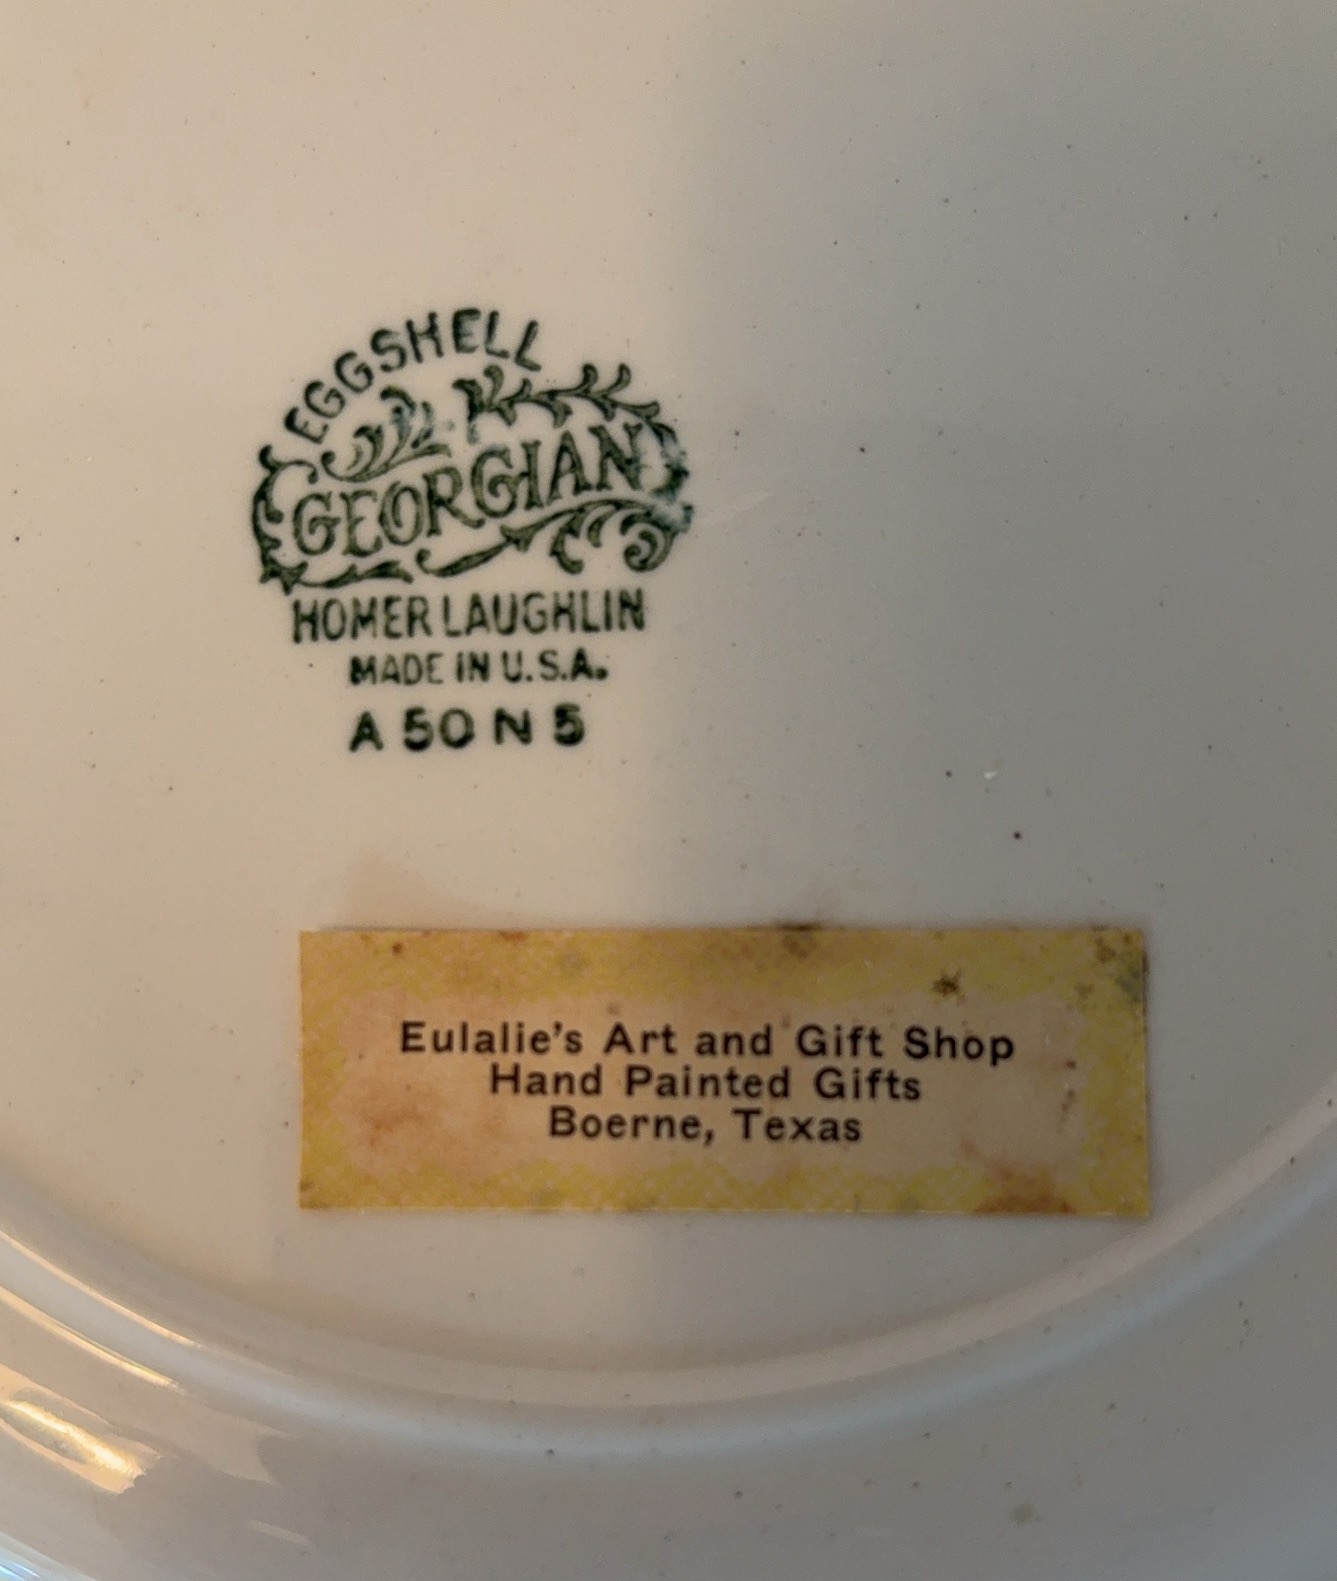 EGGSHELL
GEORGIAN
HOMER LAUGHLIN
MADE IN U.S.A.
A 50 N 5
Eulalie's Art and Gift Shop
Hand Painted Gifts
Boerne, Texas